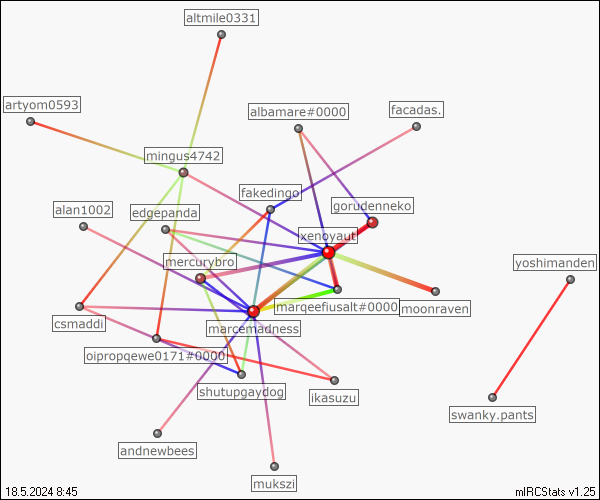 altmile0331
artyom0593
albamare#0000
facadas.
mingus4742
fakedingo
gorudenneko
alan1002
edgepanda
xenoyaut
mercurybro
yoshimanden
marqeefiusalt#0000
moonraven
csmaddi
marcemadness
oipropqewe0171#0000
shutupgaydog
ikasuzu
swanky.pants
andnewbees
mukszi
18.5.2024 8:45
mIRCStats v1.25